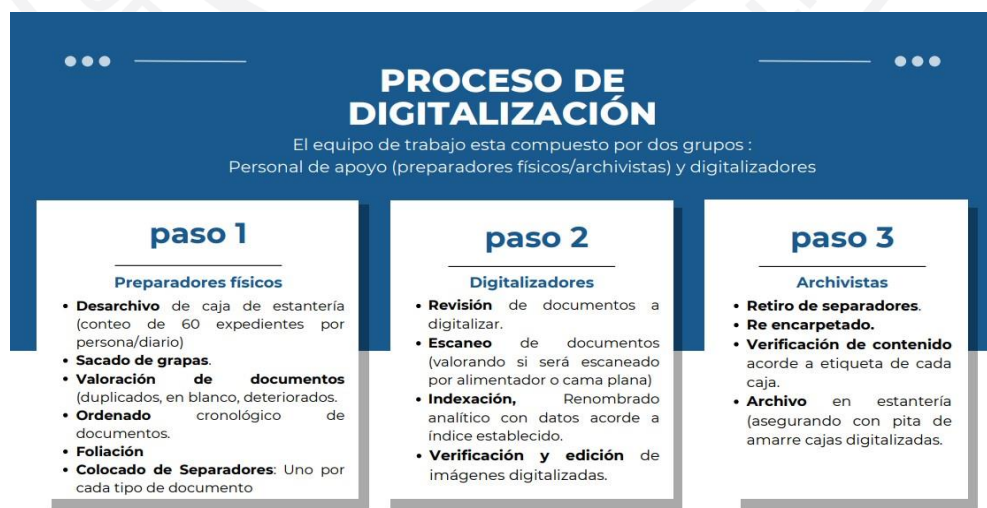 PROCESO DE
DIGITALIZACIÓN
El equipo de trabajo esta compuesto por dos grupos :
Personal de apoyo (preparadores físicos/archivistas) y digitalizadores
paso 1
Preparadores físicos
• Desarchivo de caja de estantería
(conteo de 60 expedientes por
persona/diario)
• Sacado de grapas.
• Valoración de documentos
(duplicados, en blanco, deteriorados.
• Ordenado cronológico de
documentos.
• Foliación
• Colocado de Separadores: Uno por
cada tipo de documento
paso 2
Digitalizadores
• Revisión de documentos a
digitalizar.
• Escaneo de documentos
(valorando si será escaneado
por alimentador o cama plana)
• Indexación, Renombrado
analítico con datos acorde a
índice establecido.
• Verificación y edición de
imágenes digitalizadas.
paso 3
Archivistas
• Retiro de separadores.
• Re encarpetado.
• Verificación de contenido
acorde a etiqueta de cada
caja.
• Archivo en estantería
(asegurando con pita de
amarre cajas digitalizadas.